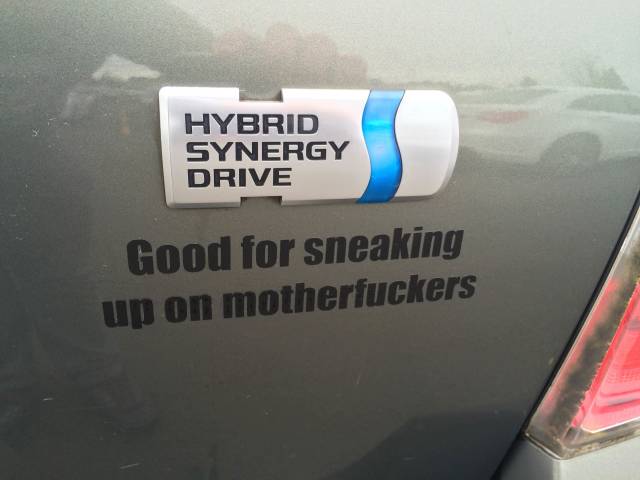 HYBRID
SYNERGY
DRIVE
Good for sneaking
up on motherfuckers